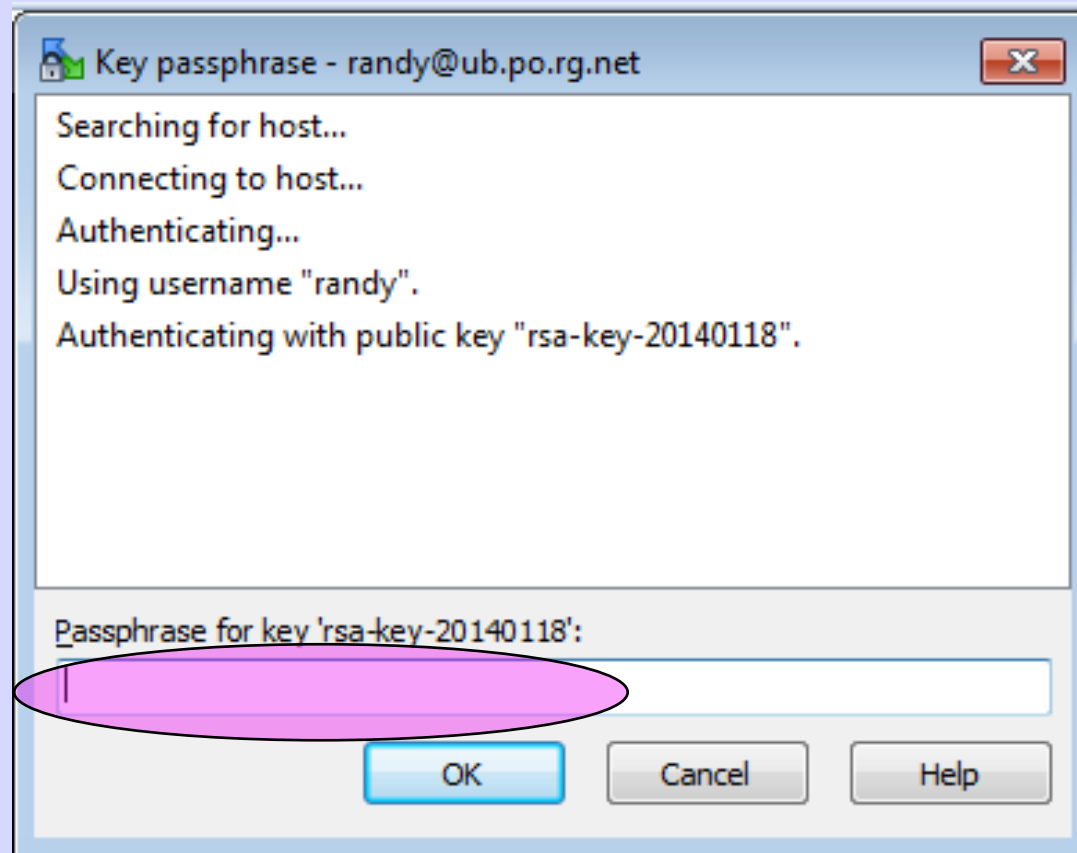 Key passphrase - randy@ub.po.rg.net
Searching for host...
Connecting to host...
Authenticating...
Using username "randy".
Authenticating with public key "rsa-key-20140118".
Passphrase for key 'rsa-key-20140118':
OK Cancel Help